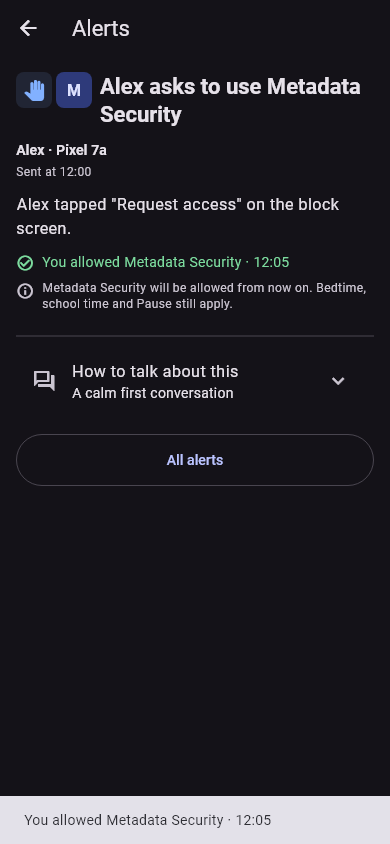 Alerts
M
Alex asks to use Metadata
Security
Alex · Pixel 7a
Sent at 12:00
Alex tapped "Request access" on the block
screen.
You allowed Metadata Security · 12:05
Metadata Security will be allowed from now on. Bedtime,
school time and Pause still apply.
How to talk about this
A calm first conversation
All alerts
You allowed Metadata Security · 12:05